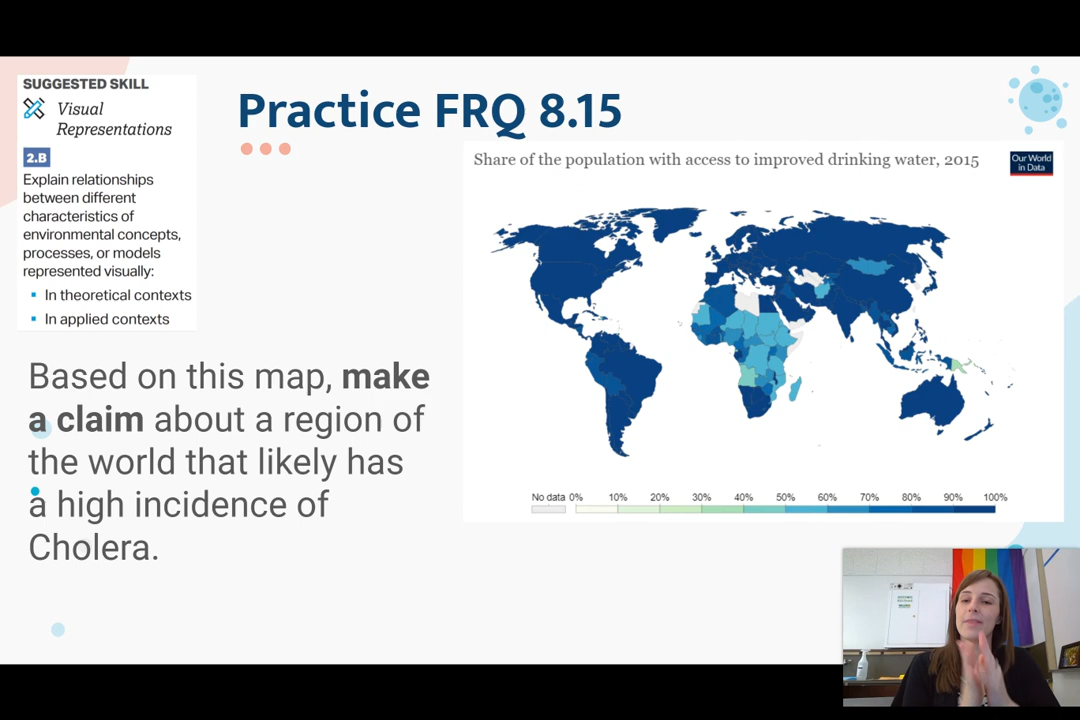 SUGGESTED SKILL
Visual
Representations
2.B
Explain relationships
between different
characteristics of
environmental concepts,
processes, or models
represented visually:
In theoretical contexts
In applied contexts
Practice FRQ 8.15
Share of the population with access to improved drinking water, 2015
Our World
in Data
No data 0% 10% 20% 30% 40% 50% 60% 70% 80% 90% 100%
Based on this map, make
a claim about a region of
the world that likely has
a high incidence of
Cholera.